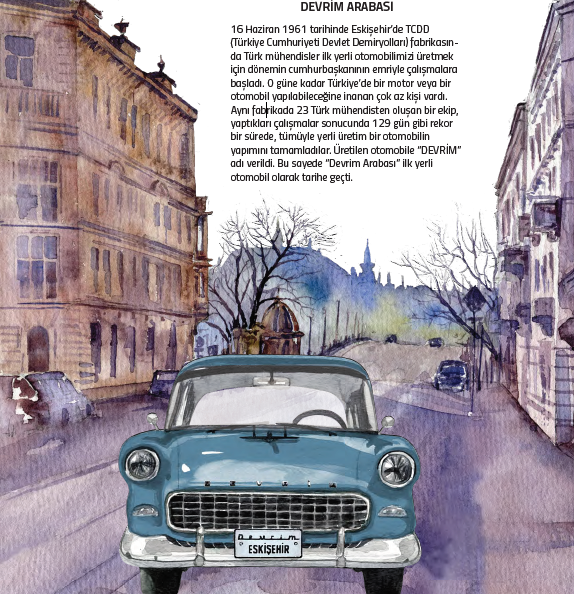 DEVRİM ARABASI
16 Haziran 1961 tarihinde Eskişehir'de TCDD
(Türkiye Cumhuriyeti Devlet Demiryolları) fabrikasın-
da Türk mühendisler ilk yerli otomobilimizi üretmek
için dönemin cumhurbaşkanının emriyle çalışmalara
başladı. O güne kadar Türkiye'de bir motor veya bir
otomobil yapılabileceğine inanan çok az kişi vardı.
Aynı fabrikada 23 Türk mühendisten oluşan bir ekip,
yaptıkları çalışmalar sonucunda 129 gün gibi rekor
bir sürede, tümüyle yerli üretim bir otomobilin
yapımını tamamladılar. Üretilen otomobile "DEVRİM"
adı verildi. Bu sayede "Devrim Arabası" ilk yerli
otomobil olarak tarihe geçti.
DEVRİM
Devrim
ESKİŞEHİR